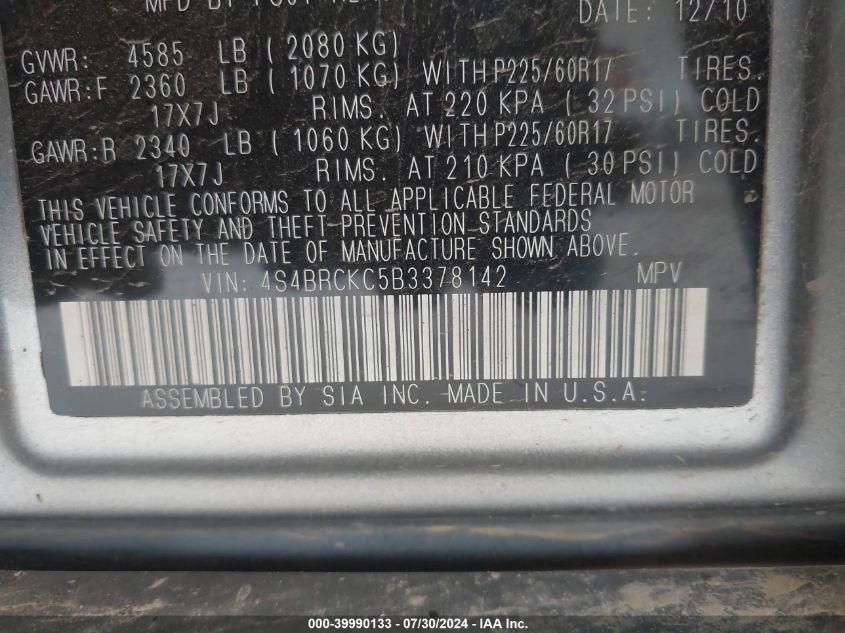 MFD BY
DATE: 12/10
GVWR: 4585 LB ( 2080 KG)
GAWR:F 2360 LB ( 1070 KG) WITH P225/60R17 TIRES.
17X7J RIMS. AT 220 KPA ( 32 PSI) COLD
GAWR:R 2340 LB ( 1060 KG) WITH P225/60R17 TIRES.
17X7J RIMS. AT 210 KPA ( 30 PSI) COLD
THIS VEHICLE CONFORMS TO ALL APPLICABLE FEDERAL MOTOR
VEHICLE SAFETY AND THEFT PREVENTION STANDARDS
IN EFFECT ON THE DATE OF MANUFACTURE SHOWN ABOVE.
VIN: 4S4BRCKC5B3378142 MPV
ASSEMBLED BY SIA INC. MADE IN U.S.A.
000-39990133 - 07/30/2024 - © IAA Inc.